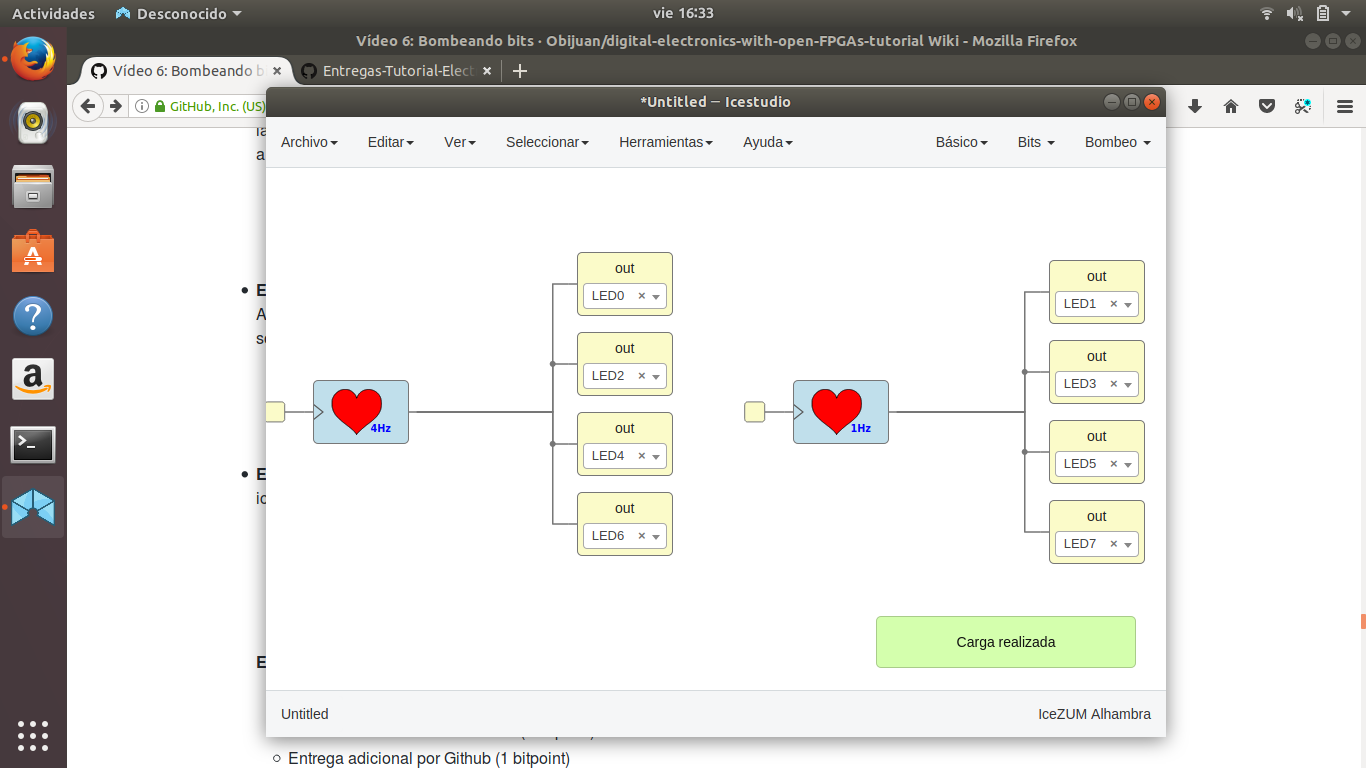 Actividades Desconocido vie 16:33
Vídeo 6: Bombeando bits · Obijuan/digital-electronics-with-open-FPGAs-tutorial Wiki - Mozilla Firefox
Vídeo 6: Bombeando b Entregas-Tutorial-Elect
GitHub, Inc. (US)
*Untitled — Icestudio
Archivo Editar Ver Seleccionar Herramientas Ayuda Básico Bits Bombeo
out
LED0
out
LED2
out
LED4
out
LED6
4Hz
out
LED1
out
LED3
out
LED5
out
LED7
1Hz
Carga realizada
Untitled IceZUM Alhambra
Entrega adicional por Github (1 bitpoint)